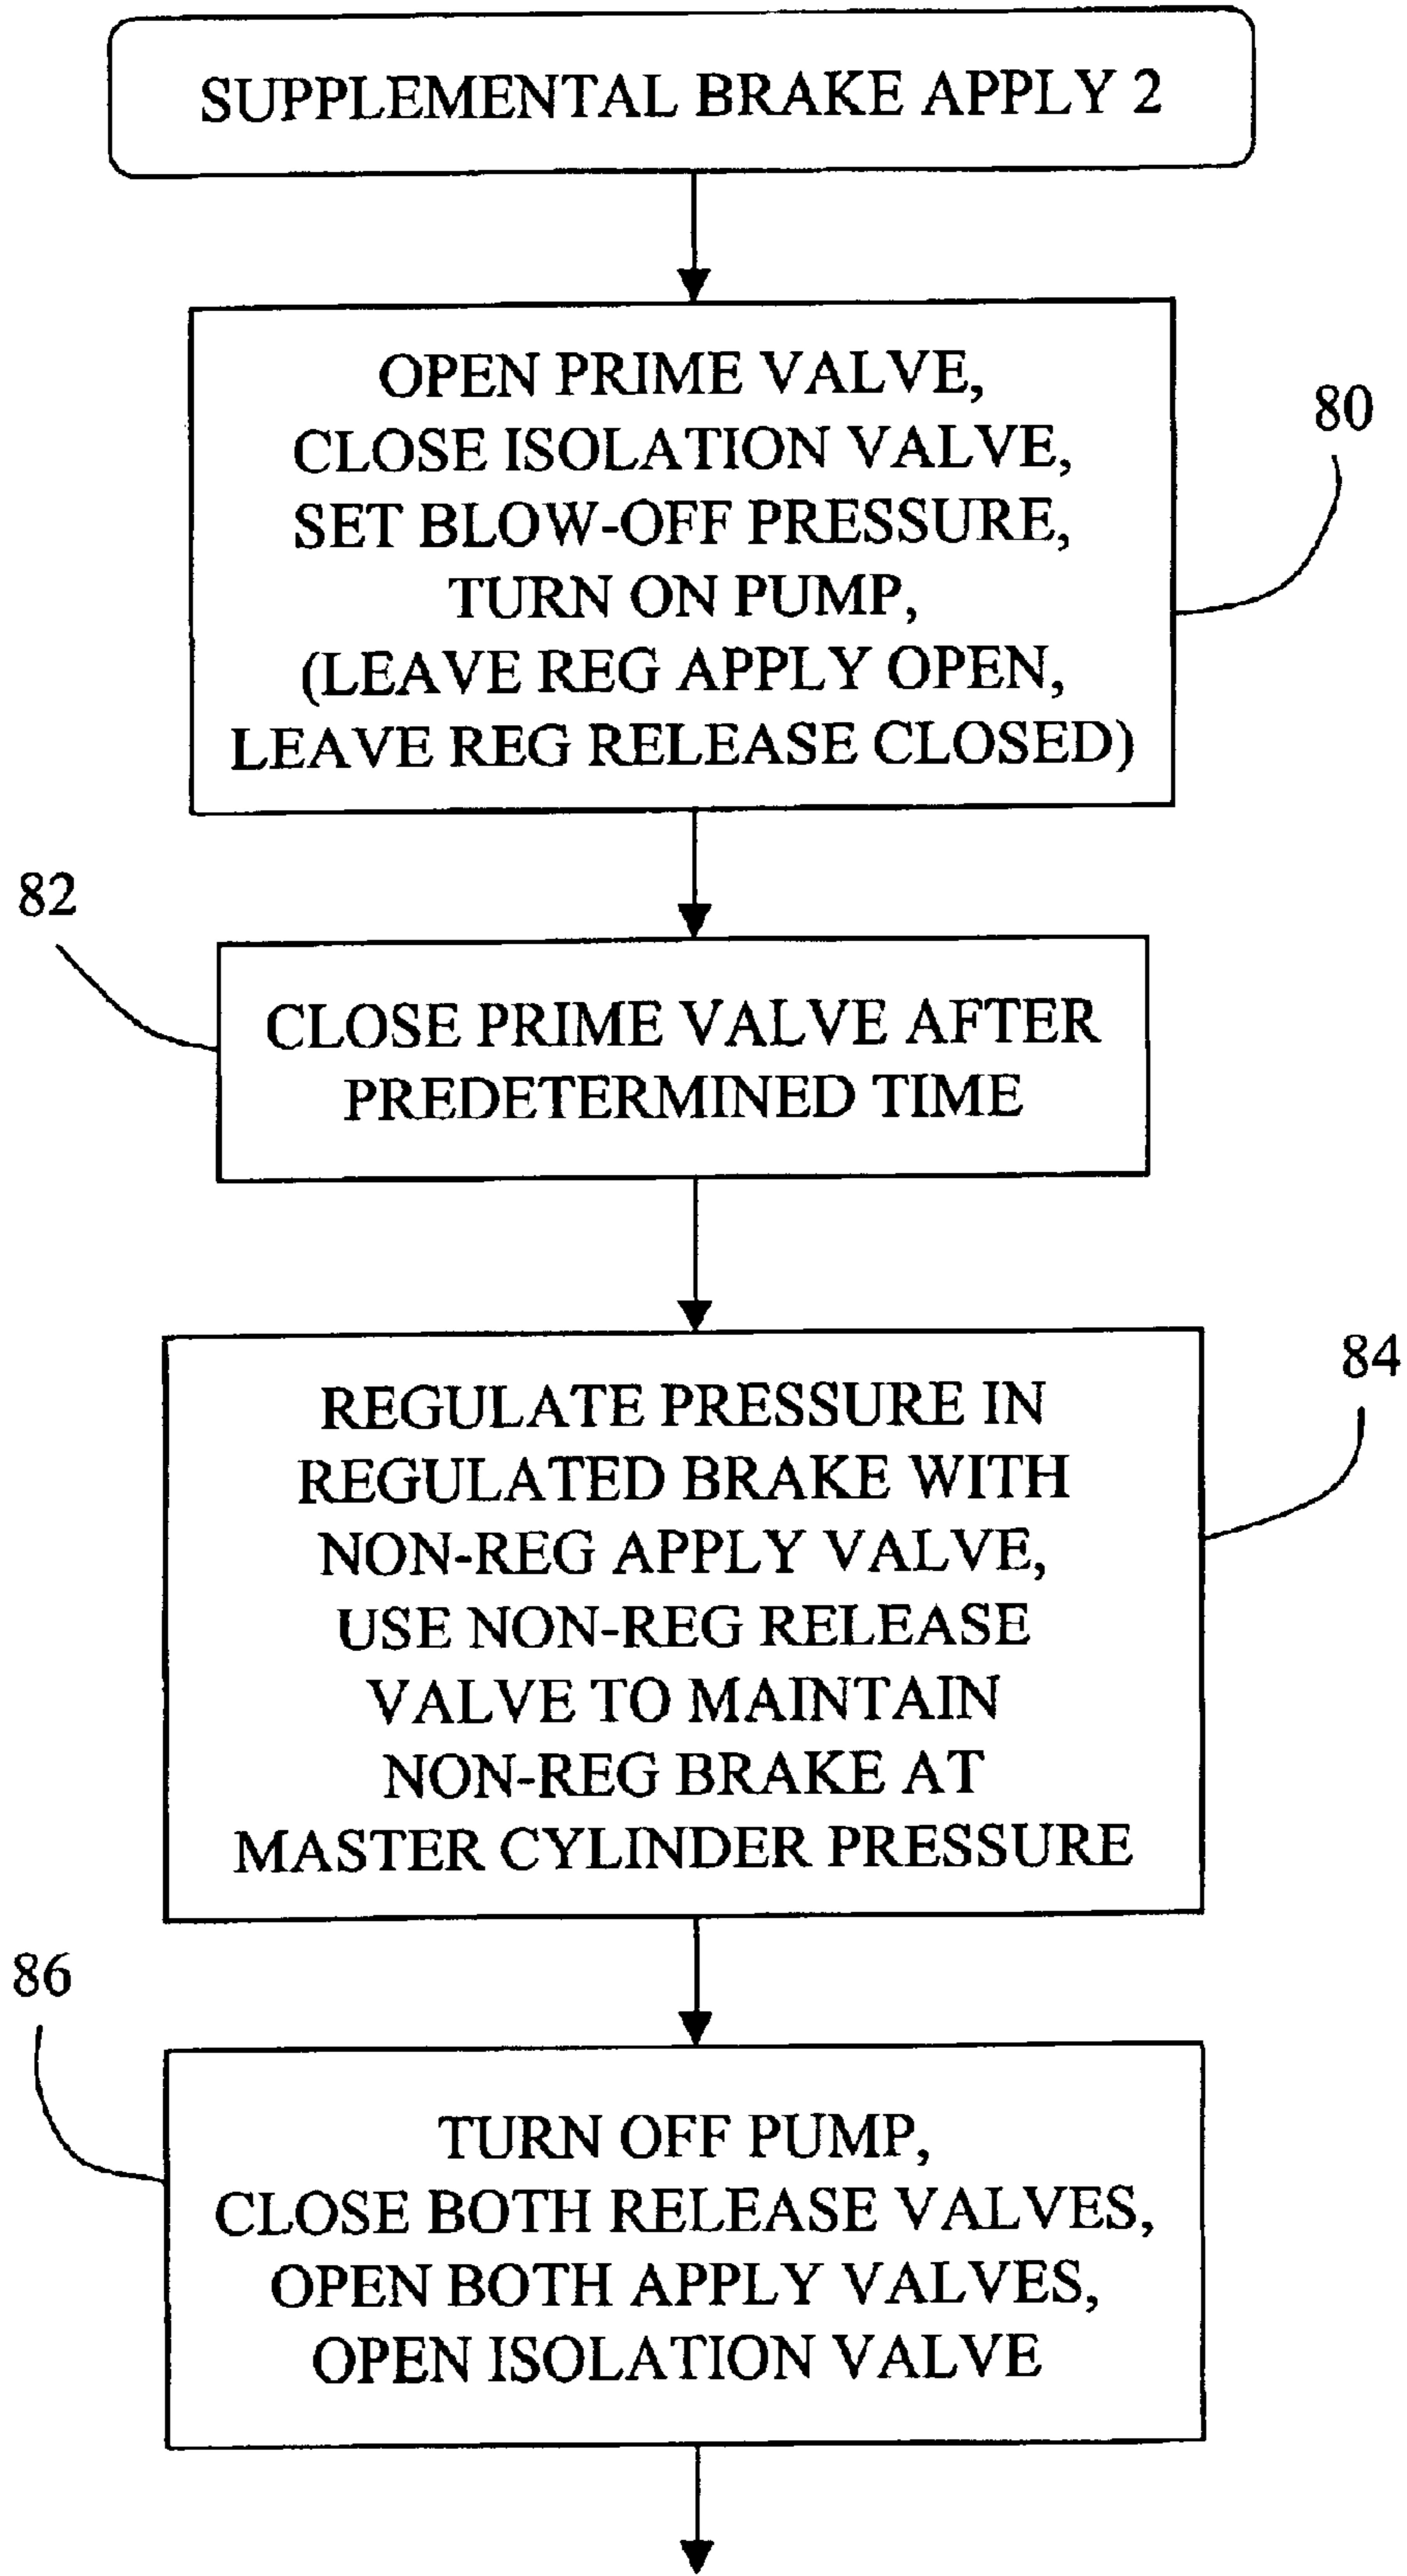 SUPPLEMENTAL BRAKE APPLY 2
OPEN PRIME VALVE,
CLOSE ISOLATION VALVE,
SET BLOW-OFF PRESSURE,
TURN ON PUMP,
(LEAVE REG APPLY OPEN,
LEAVE REG RELEASE CLOSED)
80
82
CLOSE PRIME VALVE AFTER
PREDETERMINED TIME
84
REGULATE PRESSURE IN
REGULATED BRAKE WITH
NON-REG APPLY VALVE,
USE NON-REG RELEASE
VALVE TO MAINTAIN
NON-REG BRAKE AT
MASTER CYLINDER PRESSURE
86
TURN OFF PUMP,
CLOSE BOTH RELEASE VALVES,
OPEN BOTH APPLY VALVES,
OPEN ISOLATION VALVE